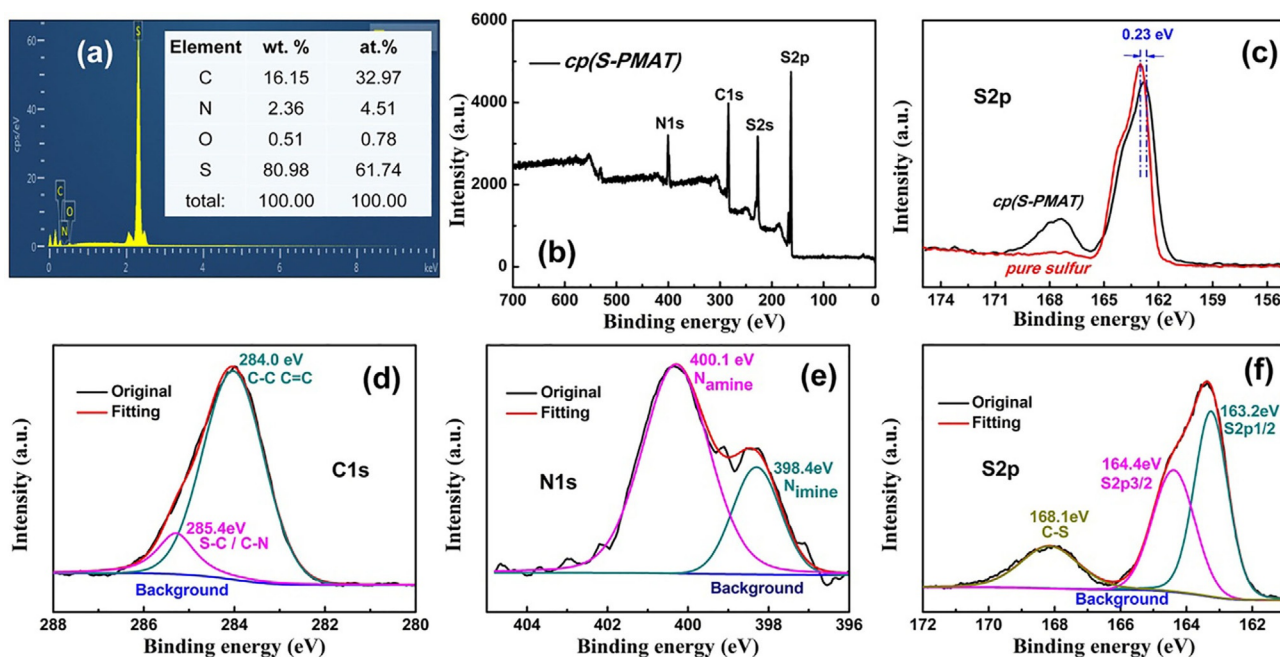 (a)
Element wt. % at.%
C 16.15 32.97
N 2.36 4.51
O 0.51 0.78
S 80.98 61.74
total: 100.00 100.00
cps/eV
60
40
20
0
S
C
O
N
0 2 4 6 8 keV
(b)
cp(S-PMAT)
N1s
C1s
S2s
S2p
Intensity (a.u.)
6000
4000
2000
0
700 600 500 400 300 200 100 0
Binding energy (eV)
(c)
0.23 eV
S2p
cp(S-PMAT)
pure sulfur
Intensity (a.u.)
174 171 168 165 162 159 156
Binding energy (eV)
(d)
284.0 eV
C-C C=C
Original
Fitting
C1s
285.4eV
S-C / C-N
Background
Intensity (a.u.)
288 286 284 282 280
Binding energy (eV)
(e)
400.1 eV
Namine
Original
Fitting
N1s
398.4eV
Nimine
Background
Intensity (a.u.)
404 402 400 398 396
Binding energy (eV)
(f)
Original
Fitting
163.2eV
S2p1/2
S2p
164.4eV
S2p3/2
168.1eV
C-S
Background
Intensity (a.u.)
172 170 168 166 164 162
Binding energy (eV)